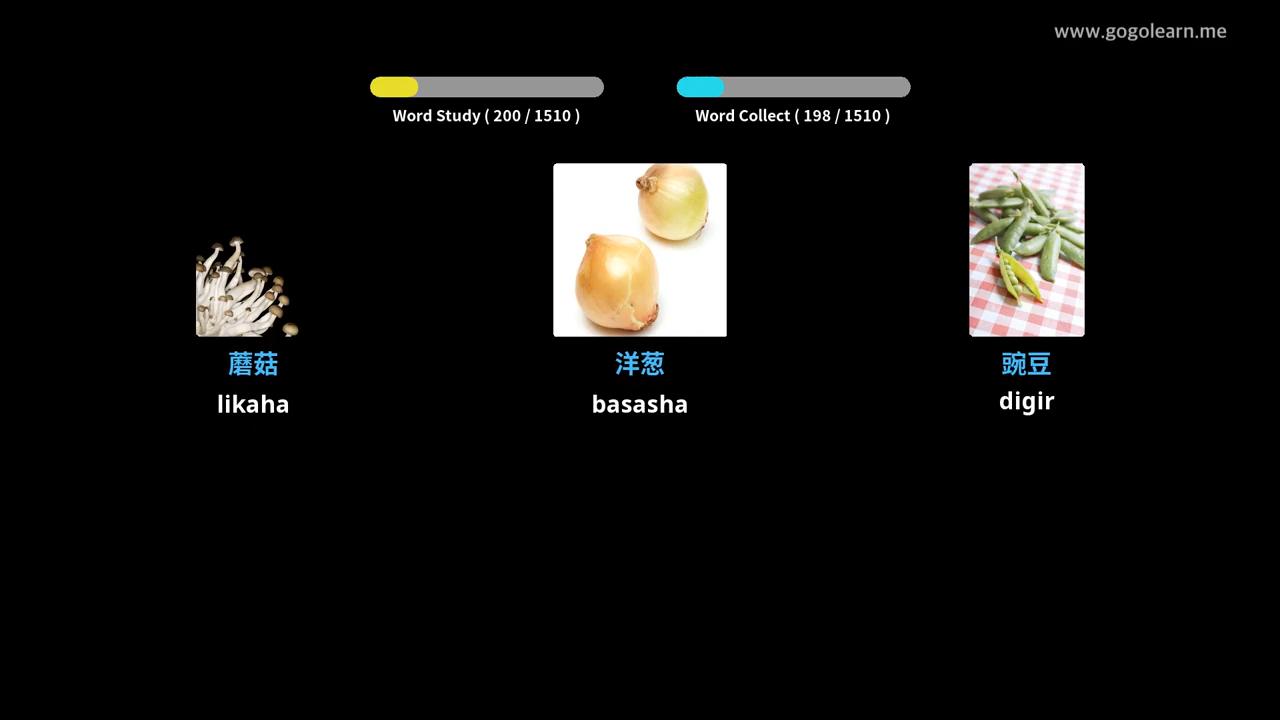 www.gogolearn.me
Word Study ( 200 / 1510 )
Word Collect ( 198 / 1510 )
蘑菇
洋葱
豌豆
likaha
basasha
digir